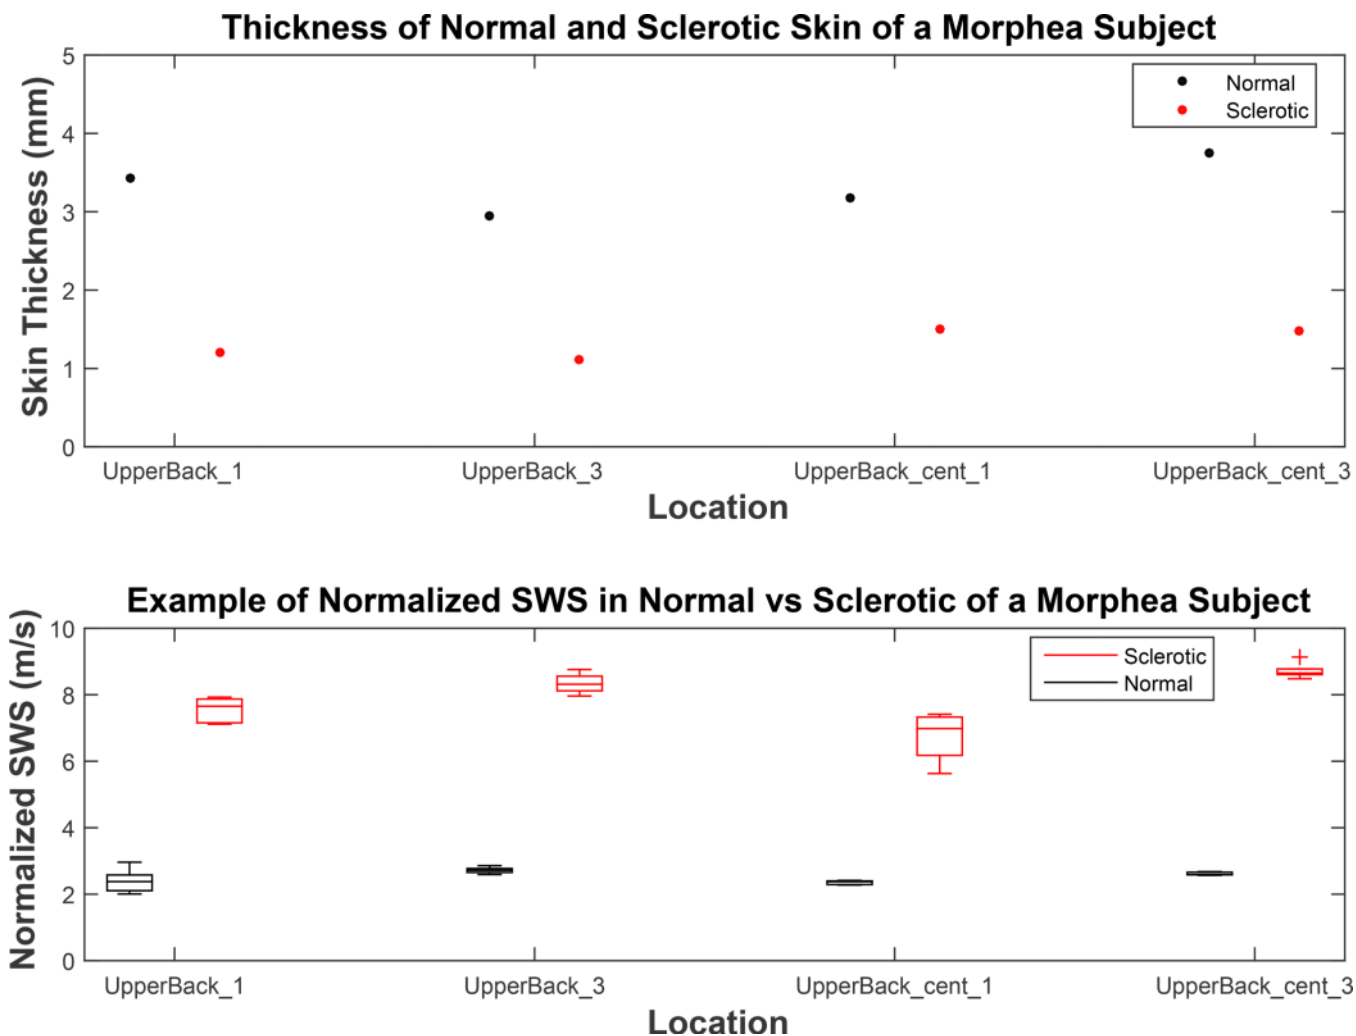 Thickness of Normal and Sclerotic Skin of a Morphea Subject
Skin Thickness (mm)
5
4
3
2
1
0
Normal
Sclerotic
UpperBack_1 UpperBack_3 UpperBack_cent_1 UpperBack_cent_3
Location
Example of Normalized SWS in Normal vs Sclerotic of a Morphea Subject
Normalized SWS (m/s)
10
8
6
4
2
0
Sclerotic
Normal
UpperBack_1 UpperBack_3 UpperBack_cent_1 UpperBack_cent_3
Location